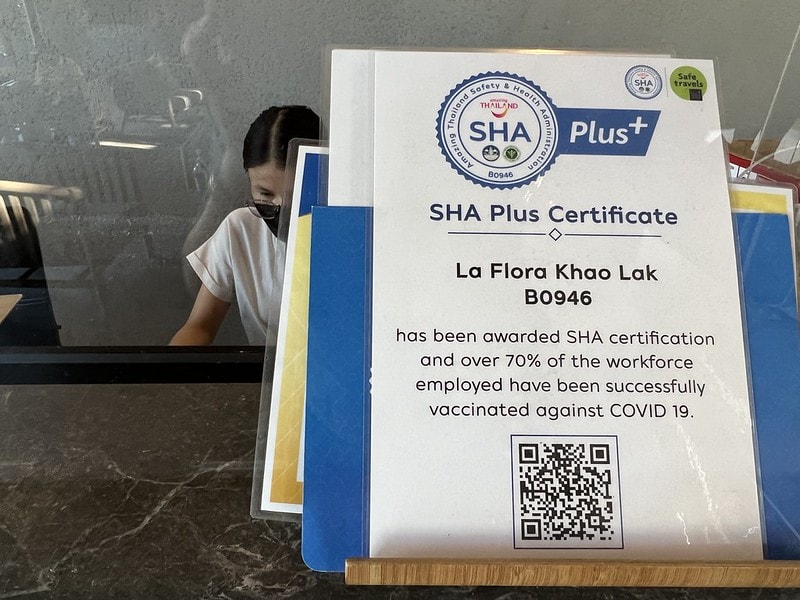 Amazing Thailand Safety & Health Administration
AMAZING
THAILAND
SHA
B0946
Plus+
SHA
Safe
travels
SHA Plus Certificate
La Flora Khao Lak
B0946
has been awarded SHA certification
and over 70% of the workforce
employed have been successfully
vaccinated against COVID 19.